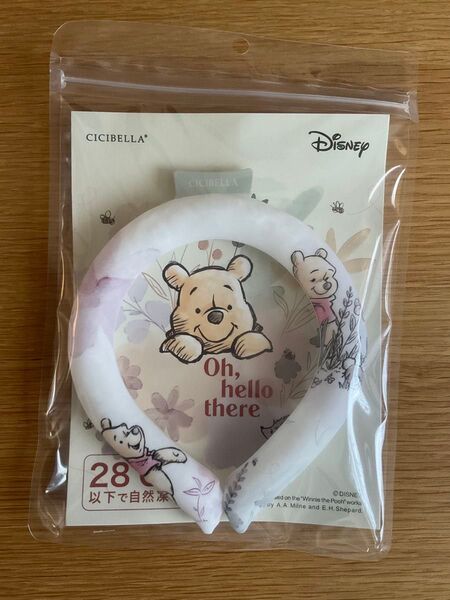 CICIBELLA®
Disney
CICIBELLA
Oh,
hello
there
28
以下で自然凍
© DISNEY
on the "Winnie the Pooh" works
by A.A. Milne and E.H. Shepard.